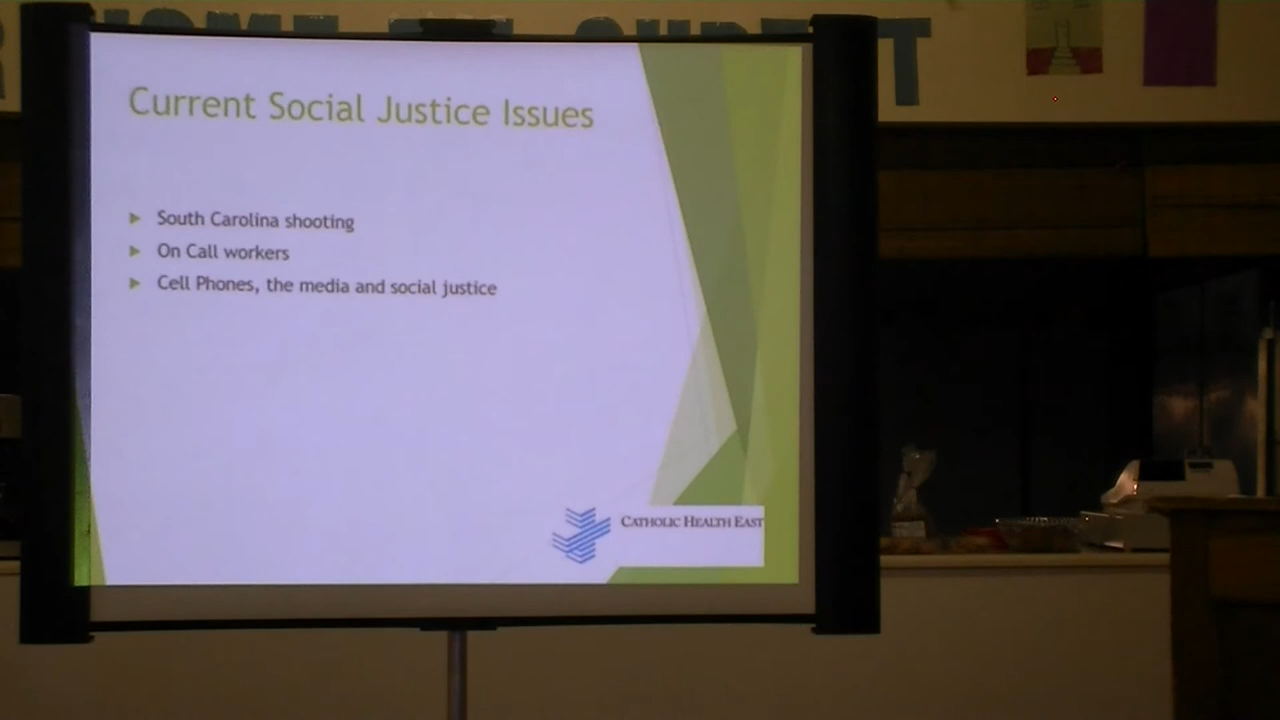 Current Social Justice Issues
South Carolina shooting
On Call workers
Cell Phones, the media and social justice
CATHOLIC HEALTH EAST